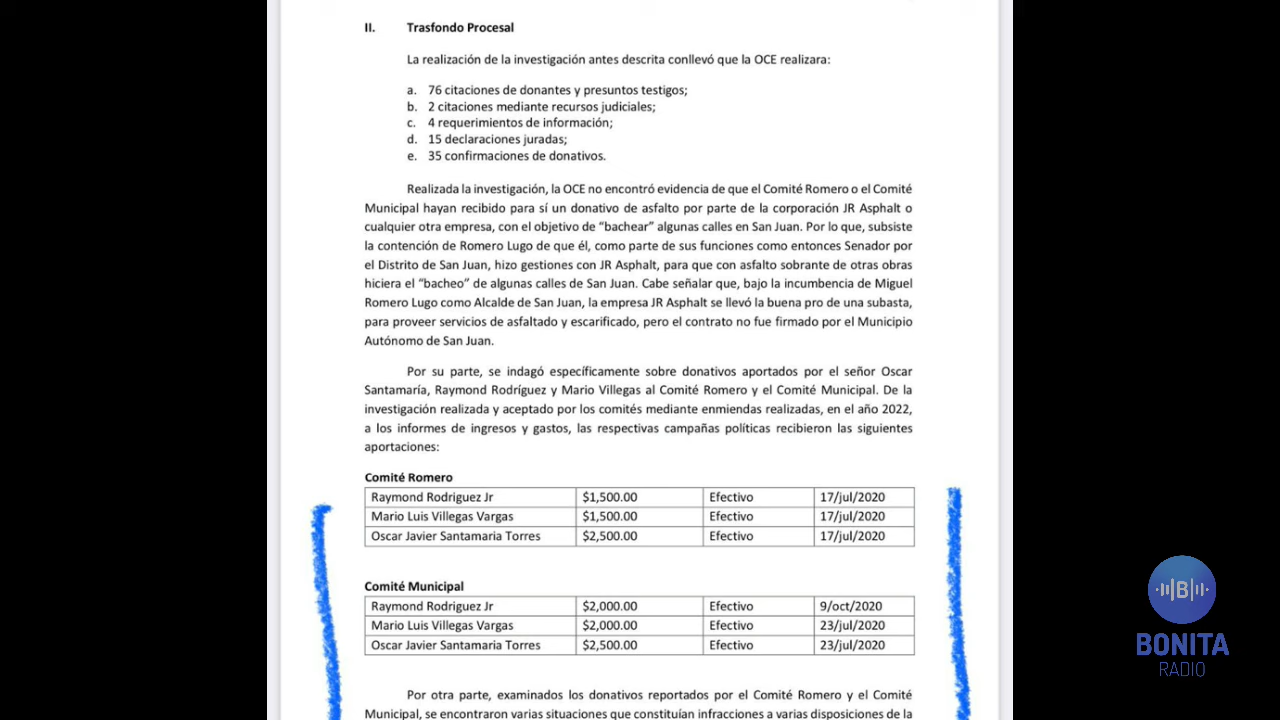 II. Trasfondo Procesal
La realización de la investigación antes descrita conllevó que la OCE realizara:
a. 76 citaciones de donantes y presuntos testigos;
b. 2 citaciones mediante recursos judiciales;
c. 4 requerimientos de información;
d. 15 declaraciones juradas;
e. 35 confirmaciones de donativos.
Realizada la investigación, la OCE no encontró evidencia de que el Comité Romero o el Comité
Municipal hayan recibido para sí un donativo de asfalto por parte de la corporación JR Asphalt o
cualquier otra empresa, con el objetivo de “bachear” algunas calles en San Juan. Por lo que, subsiste
la contención de Romero Lugo de que él, como parte de sus funciones como entonces Senador por
el Distrito de San Juan, hizo gestiones con JR Asphalt, para que con asfalto sobrante de otras obras
hiciera el “bacheo” de algunas calles de San Juan. Cabe señalar que, bajo la incumbencia de Miguel
Romero Lugo como Alcalde de San Juan, la empresa JR Asphalt se llevó la buena pro de una subasta,
para proveer servicios de asfaltado y escarificado, pero el contrato no fue firmado por el Municipio
Autónomo de San Juan.
Por su parte, se indagó específicamente sobre donativos aportados por el señor Oscar
Santamaría, Raymond Rodríguez y Mario Villegas al Comité Romero y el Comité Municipal. De la
investigación realizada y aceptado por los comités mediante enmiendas realizadas, en el año 2022,
a los informes de ingresos y gastos, las respectivas campañas políticas recibieron las siguientes
aportaciones:
Comité Romero
Raymond Rodriguez Jr $1,500.00 Efectivo 17/jul/2020
Mario Luis Villegas Vargas $1,500.00 Efectivo 17/jul/2020
Oscar Javier Santamaria Torres $2,500.00 Efectivo 17/jul/2020
Comité Municipal
Raymond Rodriguez Jr $2,000.00 Efectivo 9/oct/2020
Mario Luis Villegas Vargas $2,000.00 Efectivo 23/jul/2020
Oscar Javier Santamaria Torres $2,500.00 Efectivo 23/jul/2020
Por otra parte, examinados los donativos reportados por el Comité Romero y el Comité
Municipal, se encontraron varias situaciones que constituían infracciones a varias disposiciones de la
B
BONITA
RADIO